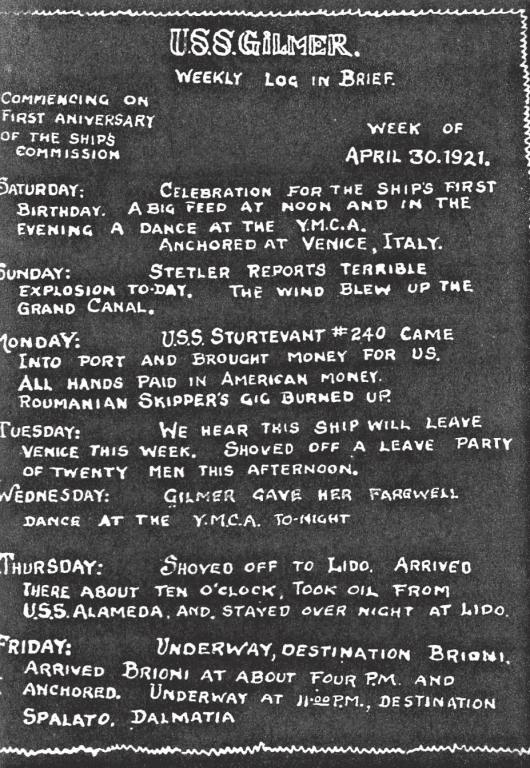 U.S.S. GILMER.
WEEKLY LOG IN BRIEF.
COMMENCING ON
FIRST ANIVERSARY
OF THE SHIP'S
COMMISSION
WEEK OF
APRIL 30.1921.
SATURDAY: CELEBRATION FOR THE SHIP'S FIRST
BIRTHDAY. A BIG FEED AT NOON AND IN THE
EVENING A DANCE AT THE Y.M.C.A.
ANCHORED AT VENICE, ITALY.
SUNDAY: STETLER REPORTS TERRIBLE
EXPLOSION TO-DAY. THE WIND BLEW UP THE
GRAND CANAL.
MONDAY: U.S.S. STURTEVANT #240 CAME
INTO PORT AND BROUGHT MONEY FOR US.
ALL HANDS PAID IN AMERICAN MONEY.
ROUMANIAN SKIPPER'S GIG BURNED UP.
TUESDAY: WE HEAR THIS SHIP WILL LEAVE
VENICE THIS WEEK. SHOVED OFF A LEAVE PARTY
OF TWENTY MEN THIS AFTERNOON.
WEDNESDAY: GILMER GAVE HER FAREWELL
DANCE AT THE Y.M.C.A. TO-NIGHT
THURSDAY: SHOVED OFF TO LIDO. ARRIVED
THERE ABOUT TEN O'CLOCK, TOOK OIL FROM
U.S.S. ALAMEDA, AND, STAYED OVER NIGHT AT LIDO.
FRIDAY: UNDERWAY, DESTINATION BRIONI.
ARRIVED BRIONI AT ABOUT FOUR P.M. AND
ANCHORED. UNDERWAY AT 11:00 P.M., DESTINATION
SPALATO, DALMATIA